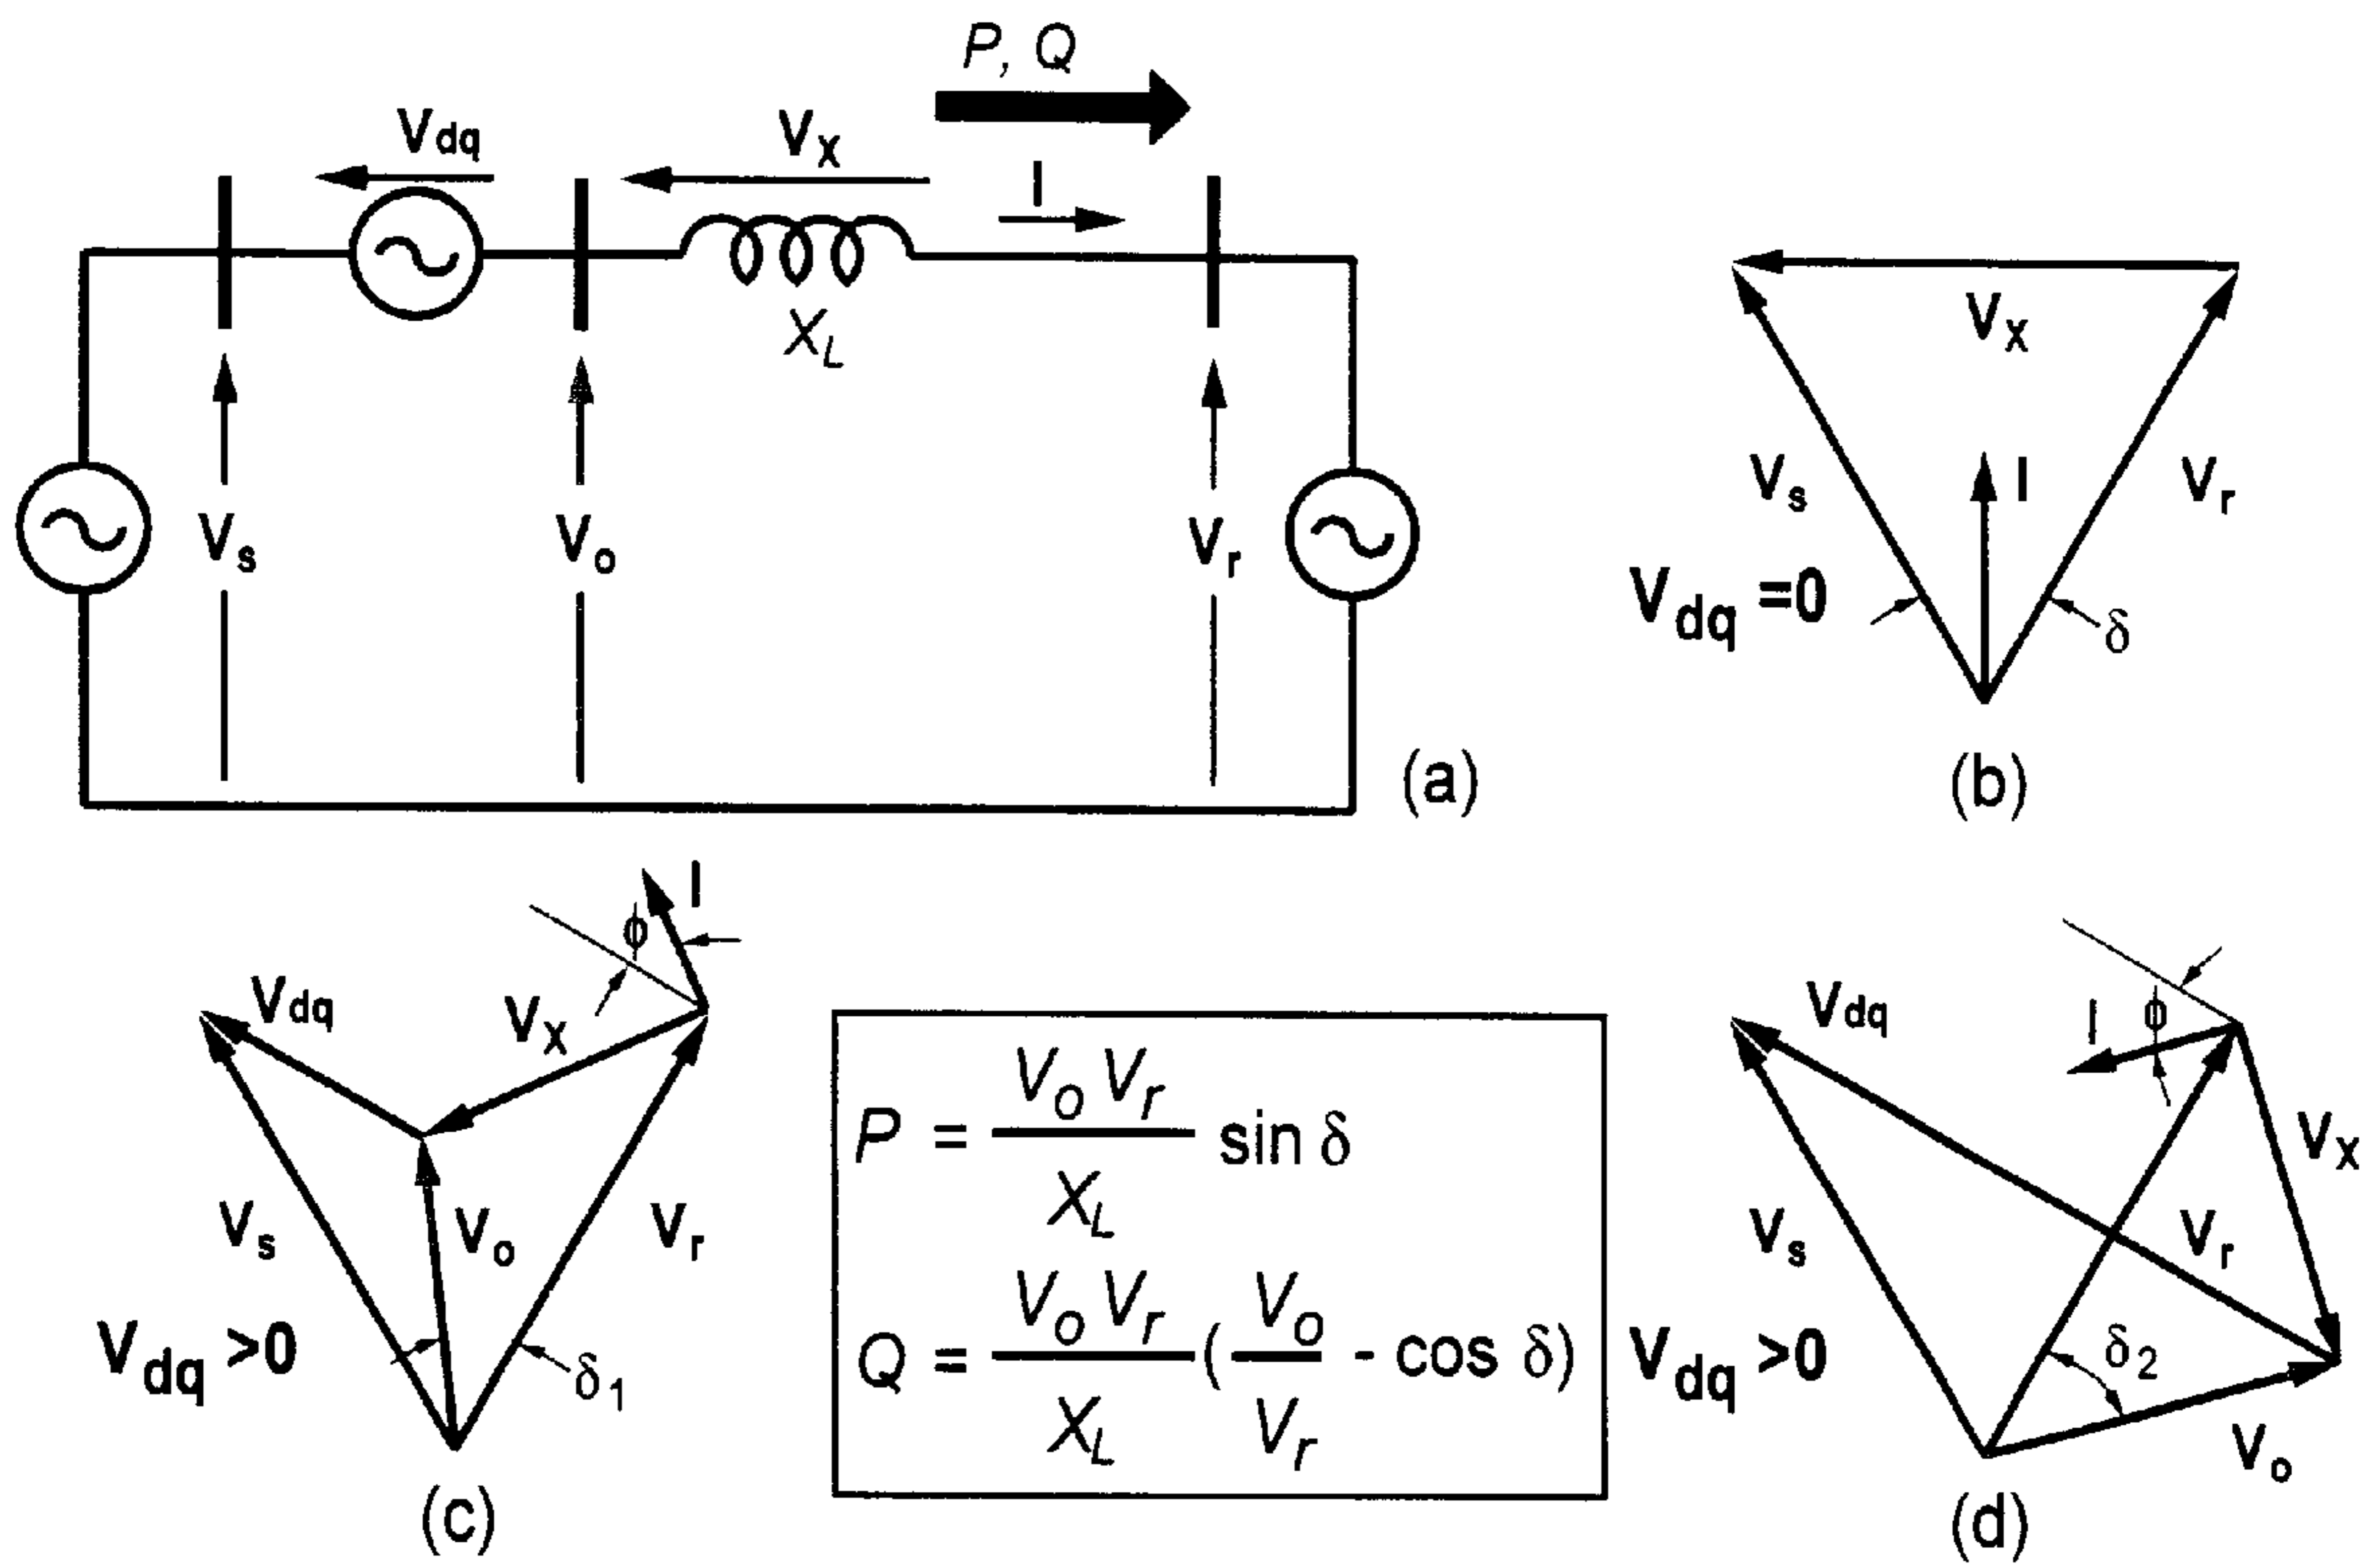 P, Q
Vdq
Vx
I
XL
Vs
Vo
Vr
(a)
Vx
Vs
I
Vr
Vdq =0
δ
(b)
I
ϕ
Vdq
Vx
Vs
Vo
Vr
Vdq >0
δ1
(c)
P = Vo Vr / XL sin δ
Q = Vo Vr / XL ( Vo / Vr - cos δ)
Vdq
I
ϕ
Vx
Vs
Vr
Vdq >0
δ2
Vo
(d)